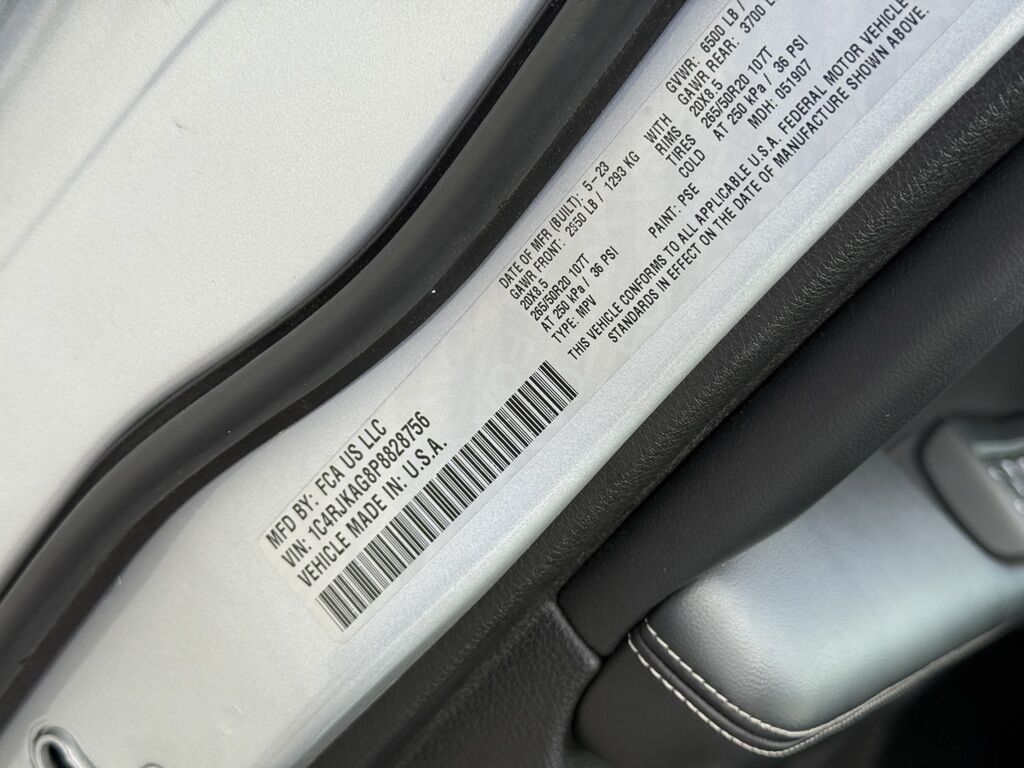 MFD BY: FCA US LLC
VIN: 1C4RJKAG8P8828756
VEHICLE MADE IN: U.S.A.
DATE OF MFR (BUILT): 5-23 GVWR: 6500 LB /
GAWR FRONT: 2850 LB / 1293 KG WITH GAWR REAR: 3700 L
20X8.5 RIMS 20X8.5
265/50R20 107T TIRES 265/50R20 107T
AT 250 kPa / 36 PSI COLD AT 250 kPa / 36 PSI
TYPE: MPV PAINT: PSE MDH: 051907
THIS VEHICLE CONFORMS TO ALL APPLICABLE U.S.A. FEDERAL MOTOR VEHICLE
STANDARDS IN EFFECT ON THE DATE OF MANUFACTURE SHOWN ABOVE.